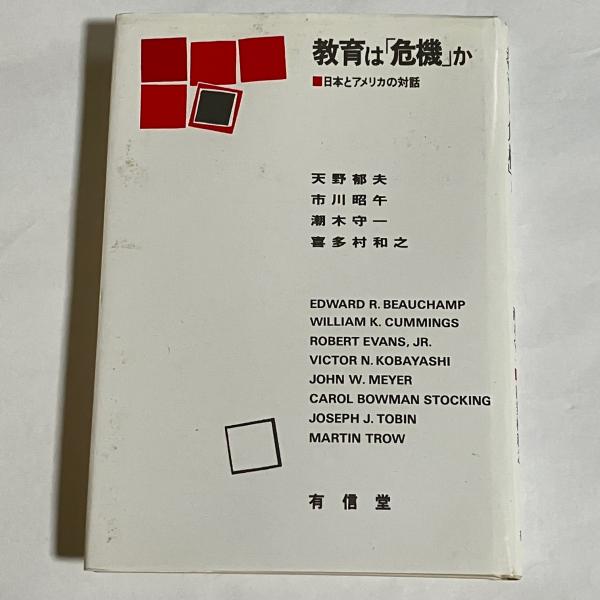 教育は「危機」か
■日本とアメリカの対話
天野郁夫
市川昭午
潮木守一
喜多村和之
EDWARD R. BEAUCHAMP
WILLIAM K. CUMMINGS
ROBERT EVANS, JR.
VICTOR N. KOBAYASHI
JOHN W. MEYER
CAROL BOWMAN STOCKING
JOSEPH J. TOBIN
MARTIN TROW
有信堂